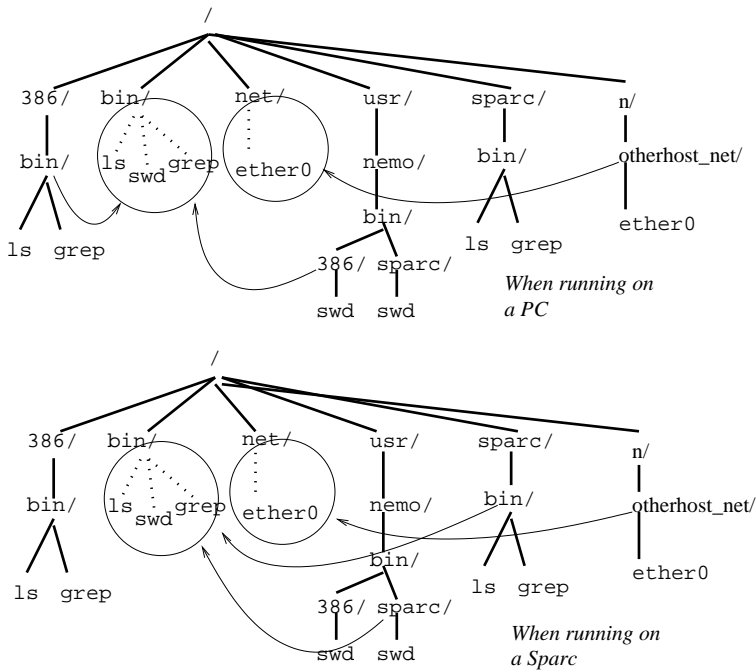 /
386/ bin/ net/ usr/ sparc/ n/
bin/ ls swd grep ether0 nemo/ bin/ otherhost_net/
ls grep bin/ ls grep ether0
386/ sparc/
swd swd
When running on
a PC
/
386/ bin/ net/ usr/ sparc/ n/
bin/ ls swd grep ether0 nemo/ bin/ otherhost_net/
ls grep bin/ ls grep ether0
386/ sparc/
swd swd
When running on
a Sparc